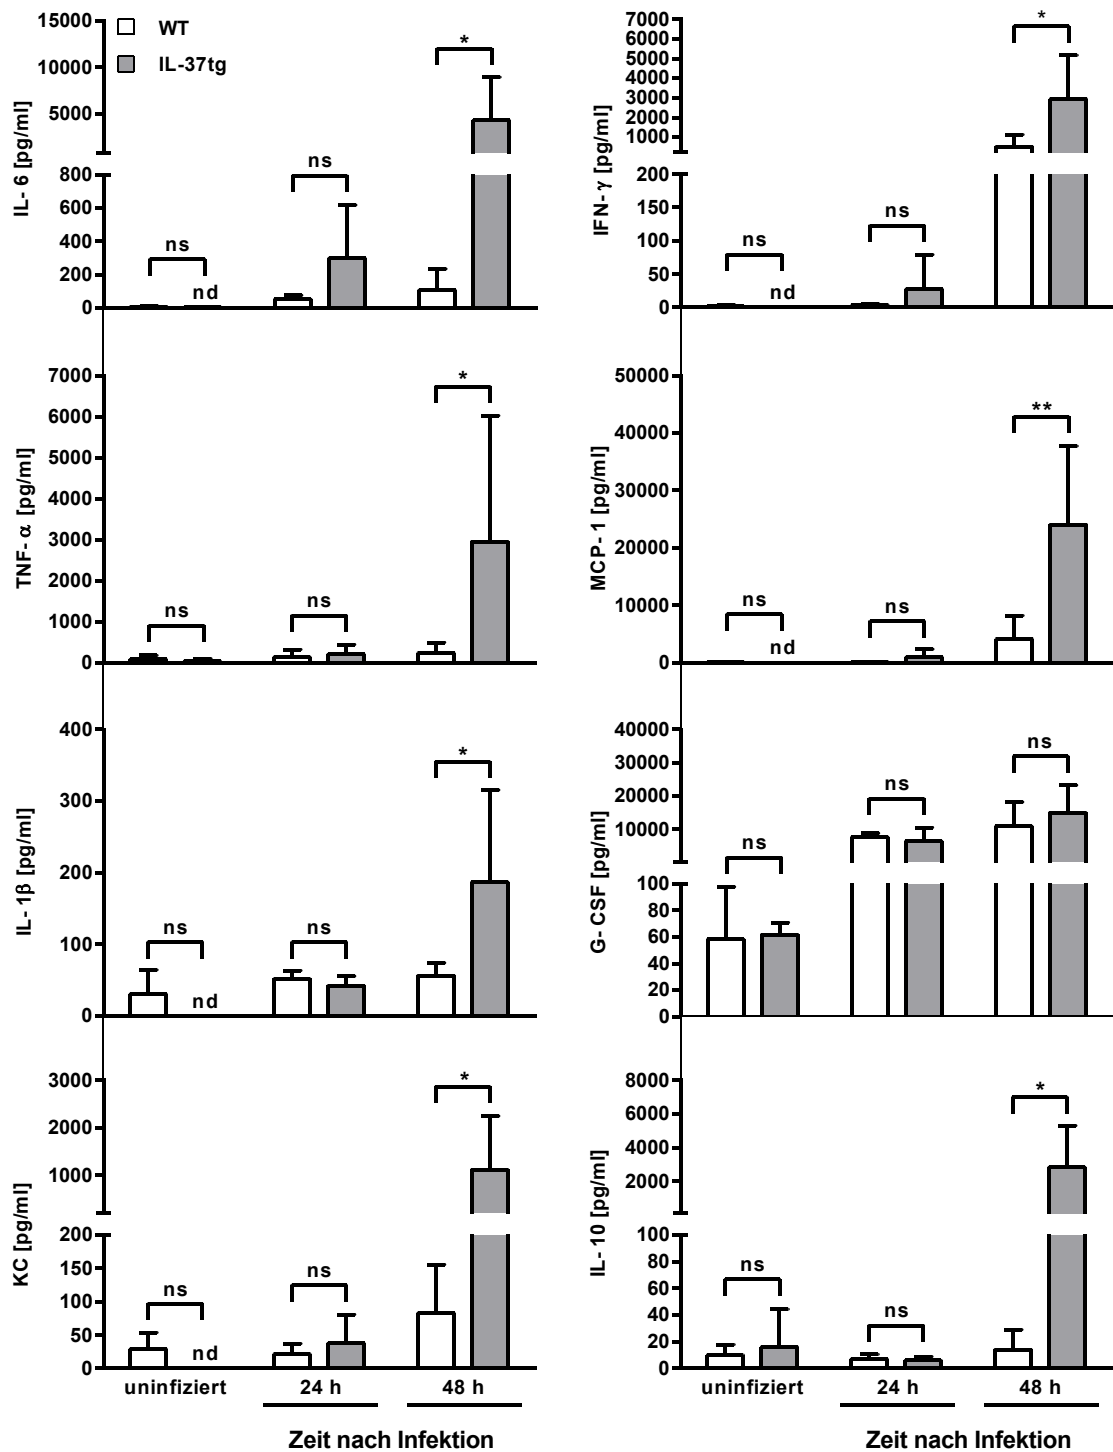 WT
IL-37tg
IL-6 [pg/ml]
15000
10000
5000
800
600
400
200
0
ns
nd
ns
*
IFN-γ [pg/ml]
7000
6000
5000
4000
3000
2000
1000
200
150
100
50
0
ns
nd
ns
*
TNF-α [pg/ml]
7000
6000
5000
4000
3000
2000
1000
0
ns
ns
*
MCP-1 [pg/ml]
50000
40000
30000
20000
10000
0
ns
nd
ns
**
IL-1β [pg/ml]
400
300
200
100
0
ns
nd
ns
*
G-CSF [pg/ml]
40000
30000
20000
10000
100
80
60
40
20
0
ns
ns
ns
KC [pg/ml]
3000
2000
1000
200
150
100
50
0
ns
nd
ns
*
uninfiziert
24 h
48 h
Zeit nach Infektion
IL-10 [pg/ml]
8000
6000
4000
2000
100
80
60
40
20
0
ns
ns
*
uninfiziert
24 h
48 h
Zeit nach Infektion